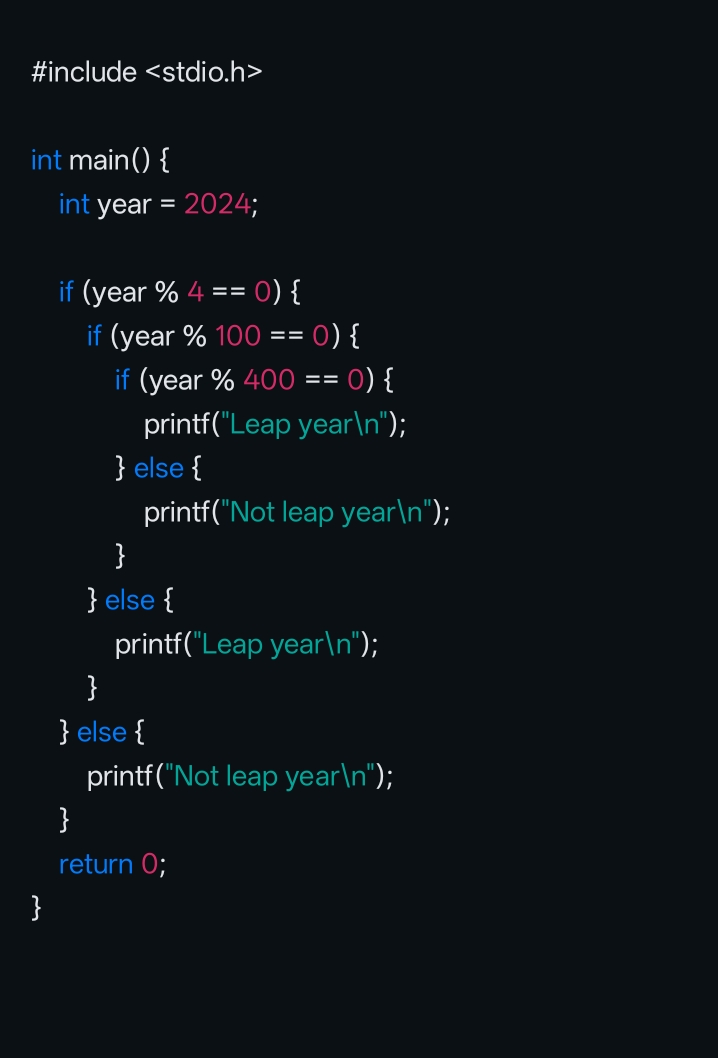 #include <stdio.h>
int main() {
int year = 2024;
if (year % 4 == 0) {
if (year % 100 == 0) {
if (year % 400 == 0) {
printf("Leap year\n");
} else {
printf("Not leap year\n");
}
} else {
printf("Leap year\n");
}
} else {
printf("Not leap year\n");
}
return 0;
}